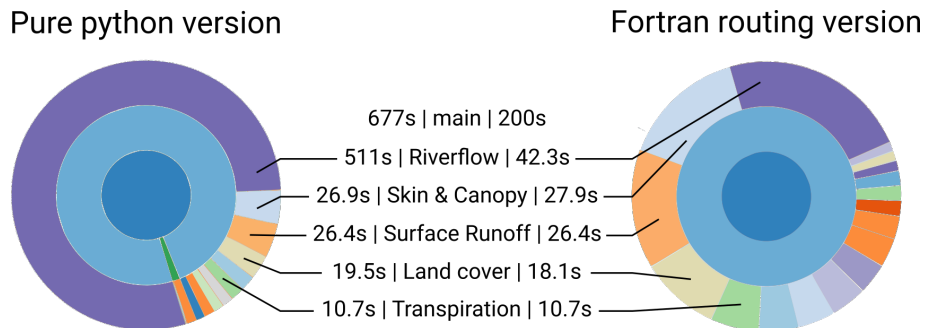 Pure python version
Fortran routing version
677s | main | 200s
511s | Riverflow | 42.3s
26.9s | Skin & Canopy | 27.9s
26.4s | Surface Runoff | 26.4s
19.5s | Land cover | 18.1s
10.7s | Transpiration | 10.7s